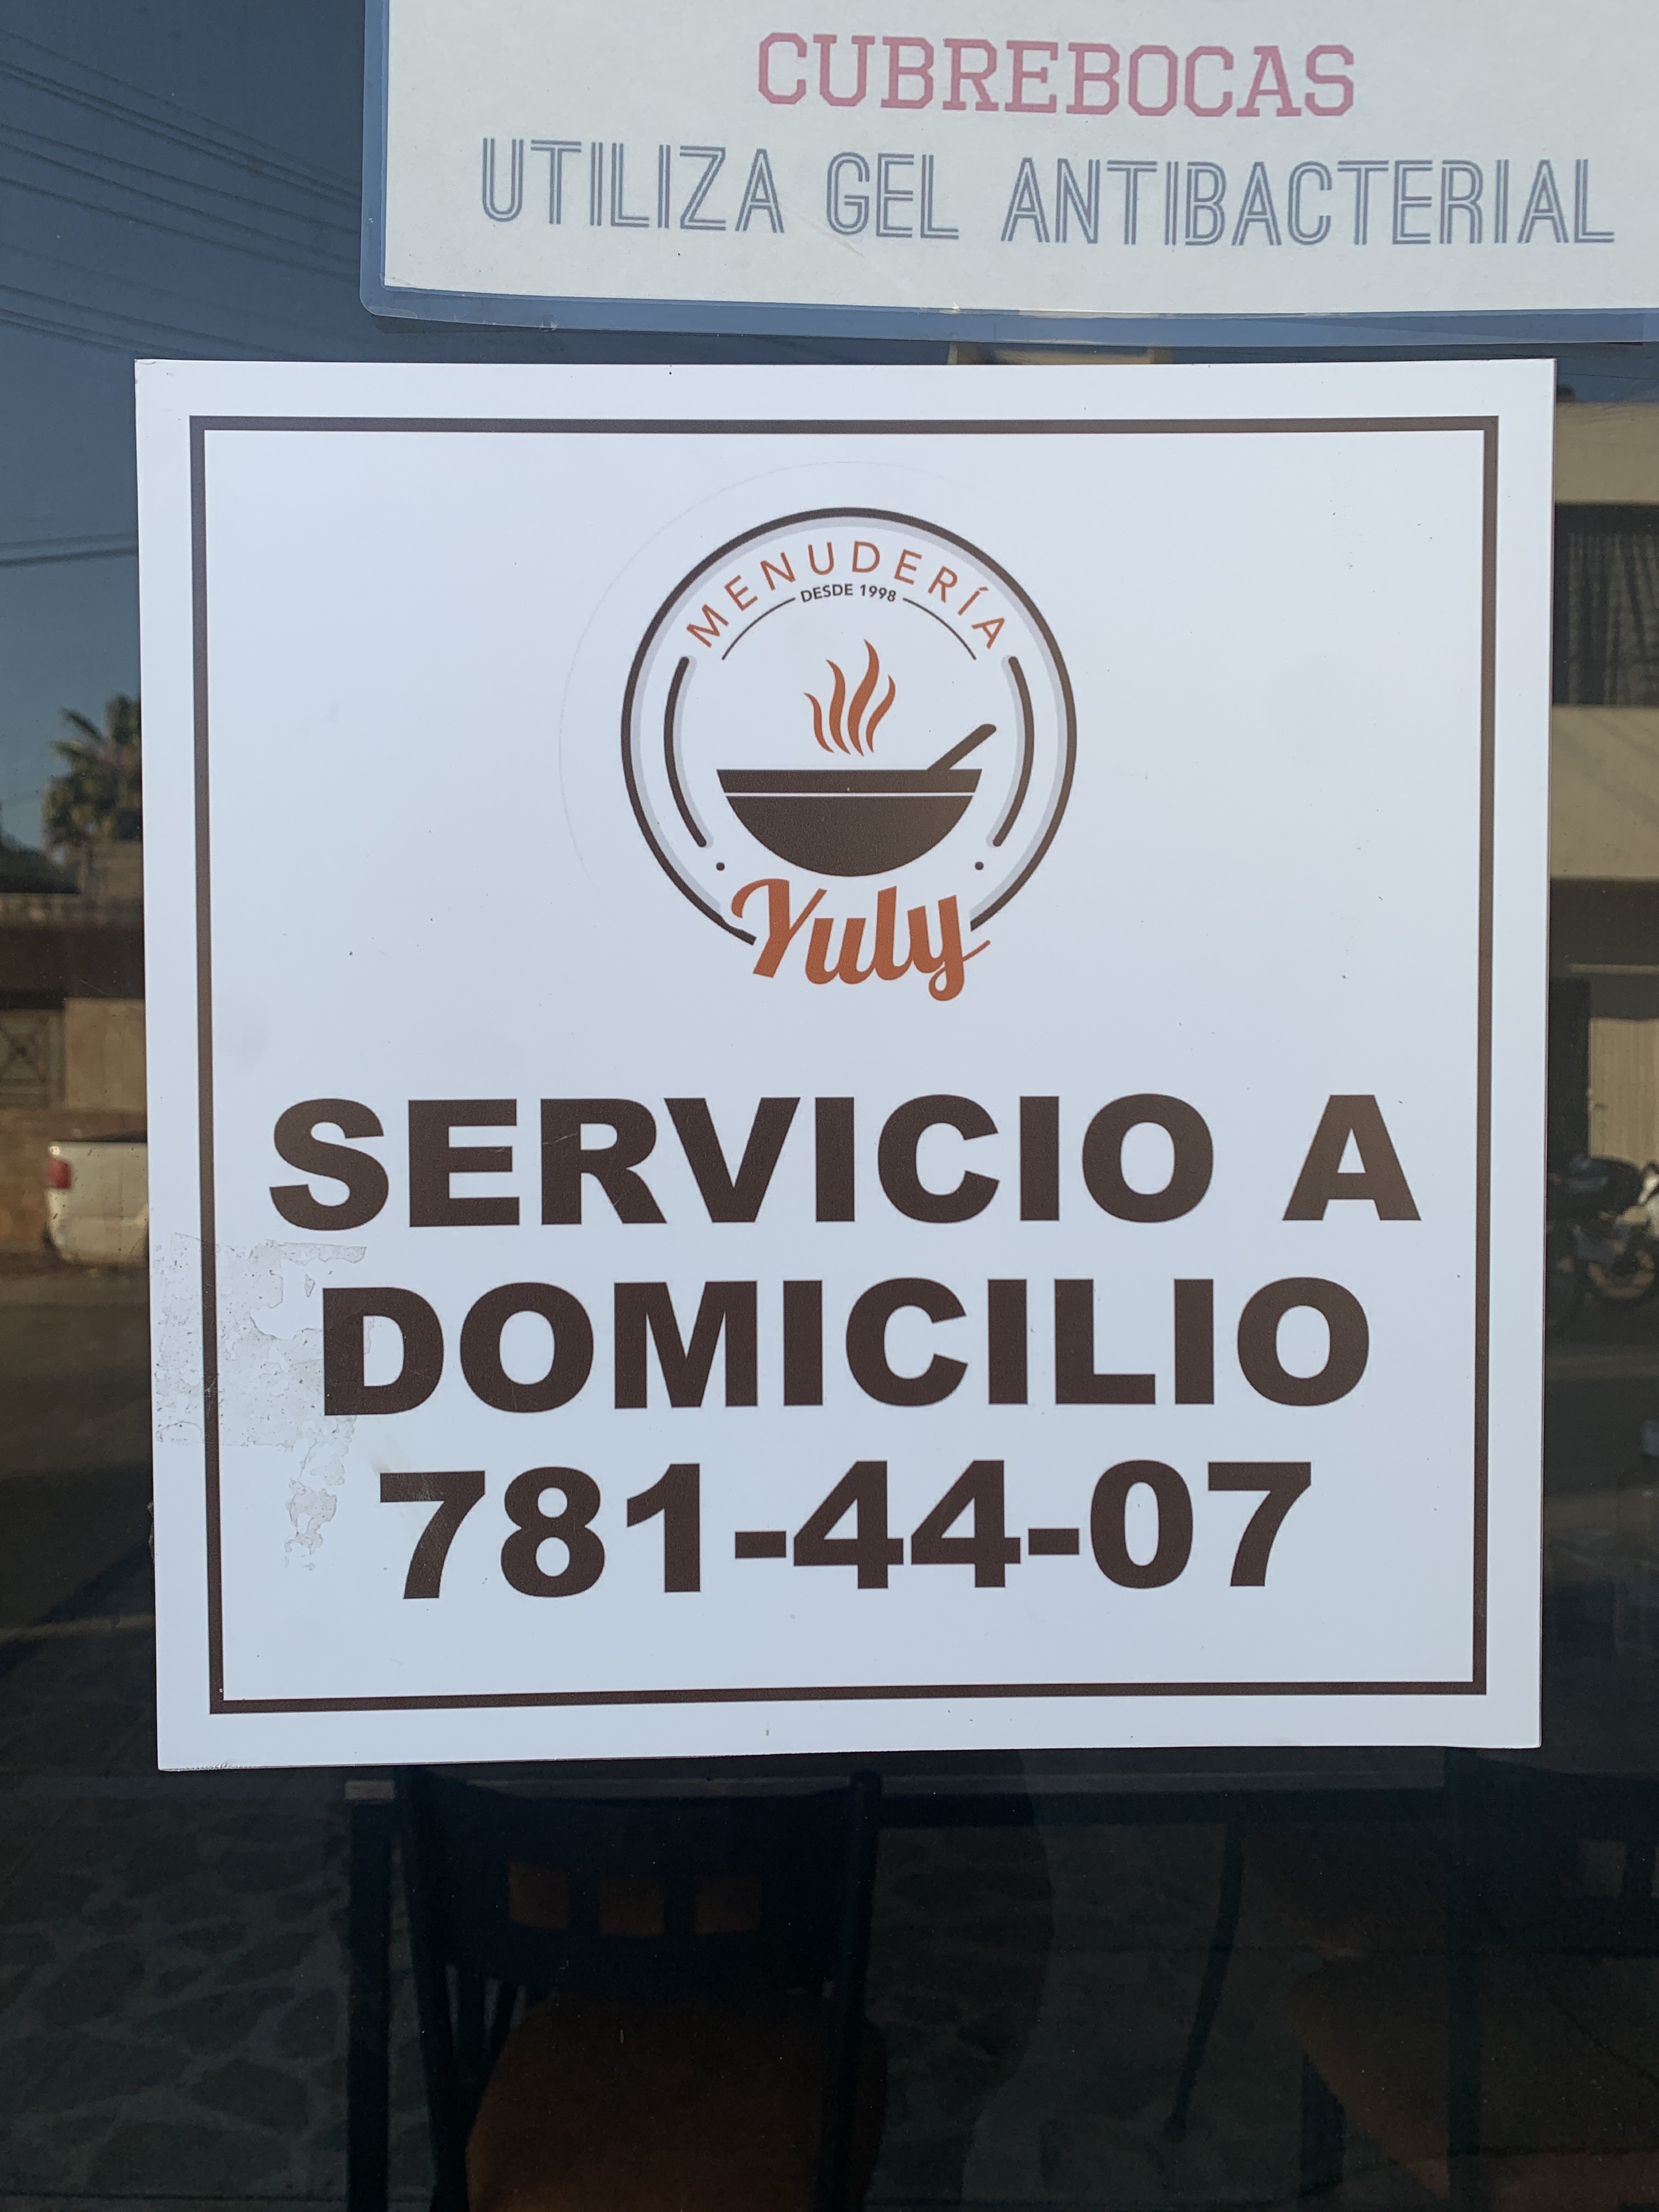 CUBREBOCAS
UTILIZA GEL ANTIBACTERIAL
MENUDERÍA
DESDE 1998
Yuly
SERVICIO A
DOMICILIO
781-44-07